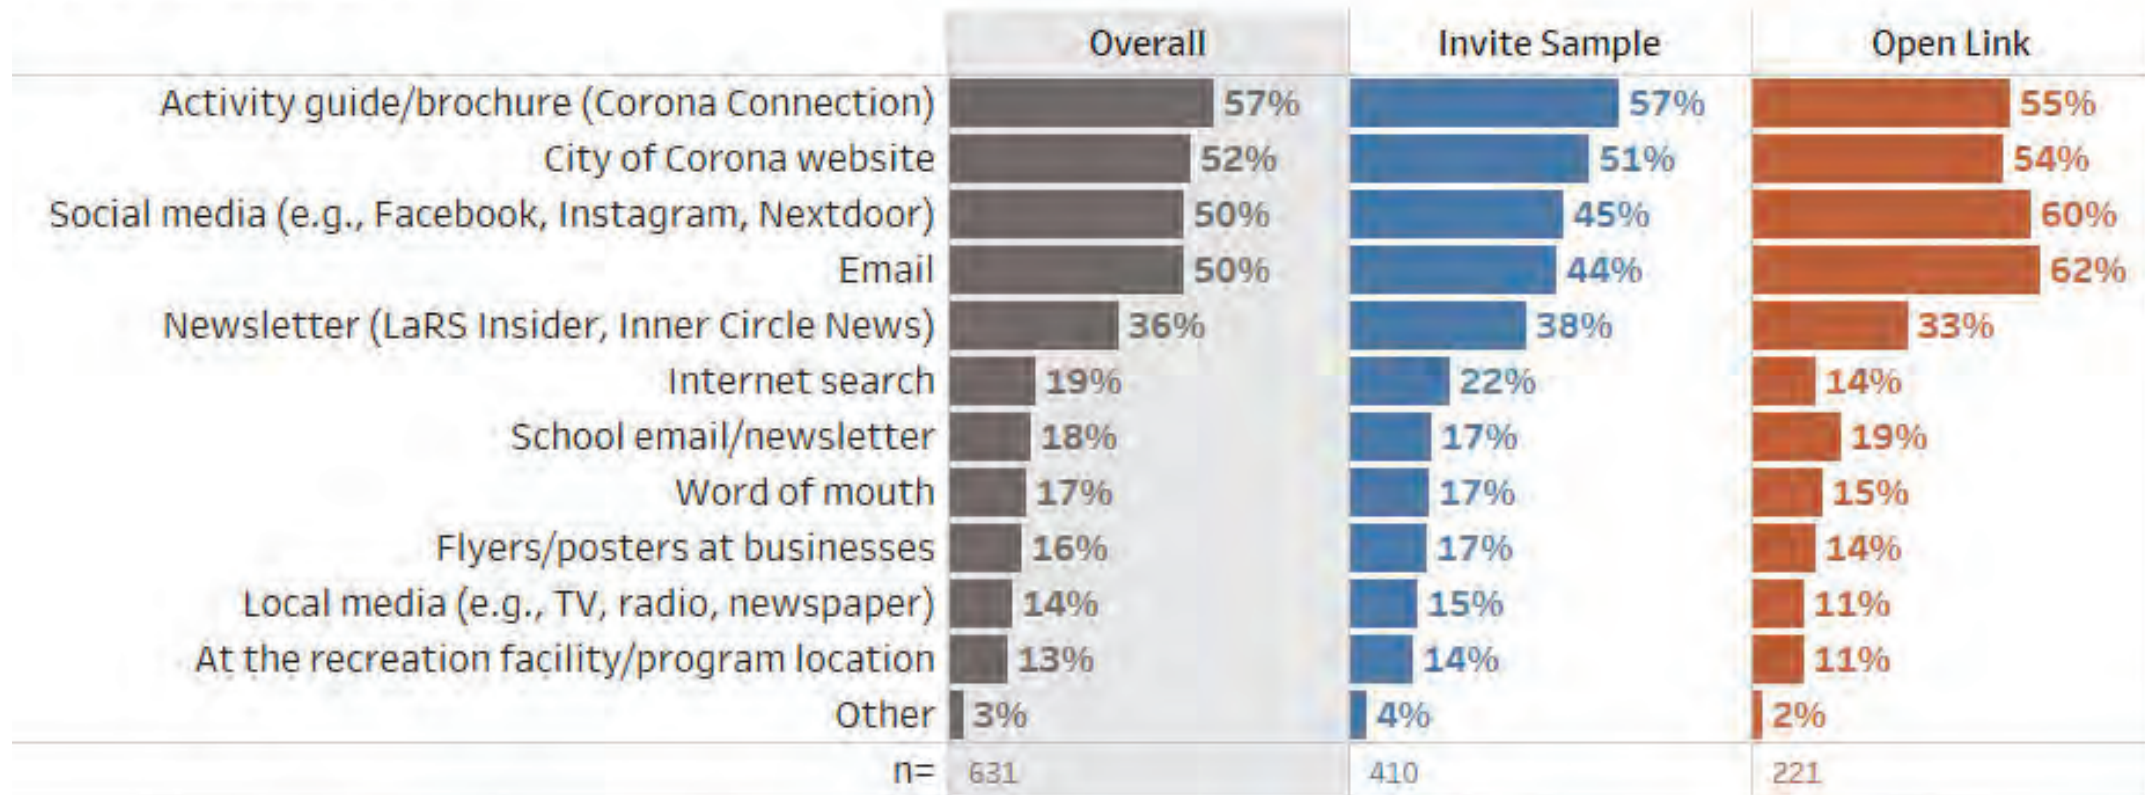 Overall Invite Sample Open Link
Activity guide/brochure (Corona Connection) 57% 57% 55%
City of Corona website 52% 51% 54%
Social media (e.g., Facebook, Instagram, Nextdoor) 50% 45% 60%
Email 50% 44% 62%
Newsletter (LaRS Insider, Inner Circle News) 36% 38% 33%
Internet search 19% 22% 14%
School email/newsletter 18% 17% 19%
Word of mouth 17% 17% 15%
Flyers/posters at businesses 16% 17% 14%
Local media (e.g., TV, radio, newspaper) 14% 15% 11%
At the recreation facility/program location 13% 14% 11%
Other 3% 4% 2%
n= 631 410 221